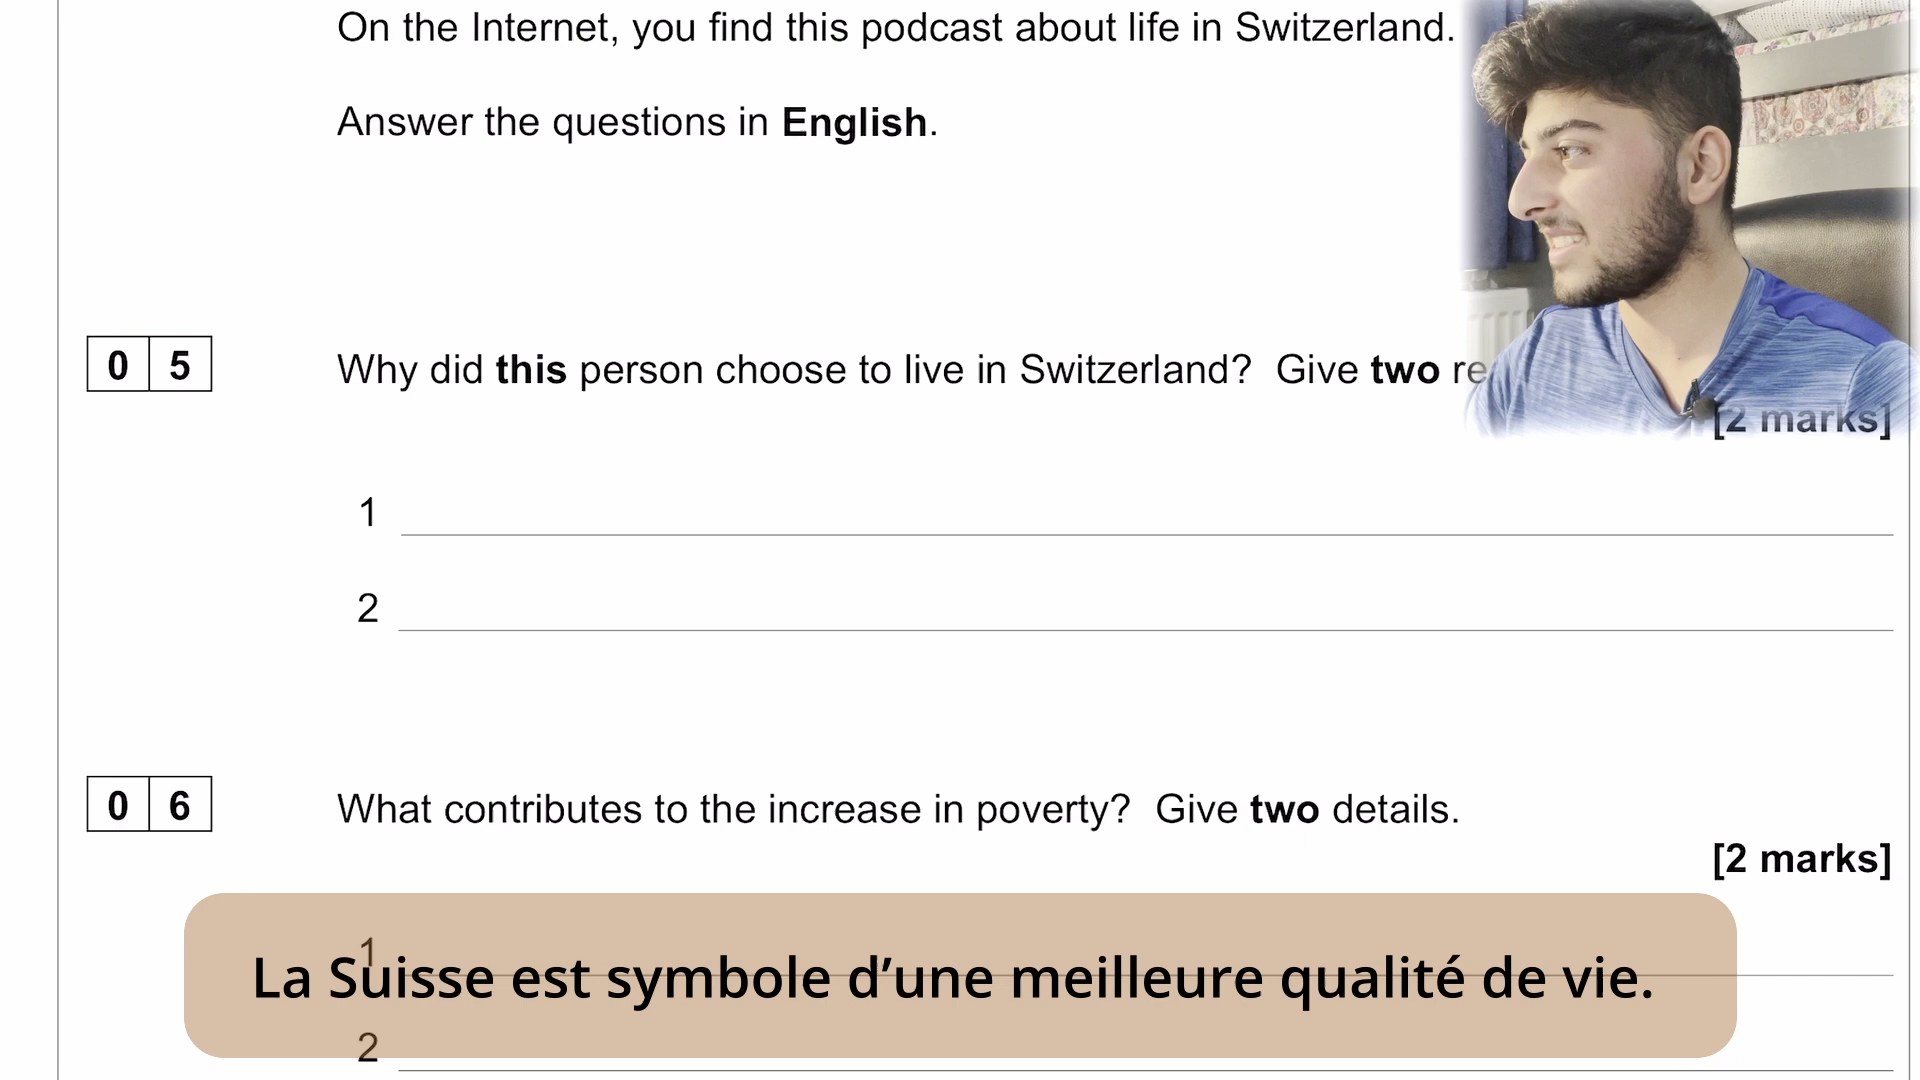 On the Internet, you find this podcast about life in Switzerland.
Answer the questions in English.
0 5 Why did this person choose to live in Switzerland? Give two re
[2 marks]
1
2
0 6 What contributes to the increase in poverty? Give two details.
[2 marks]
1
La Suisse est symbole d’une meilleure qualité de vie.
2